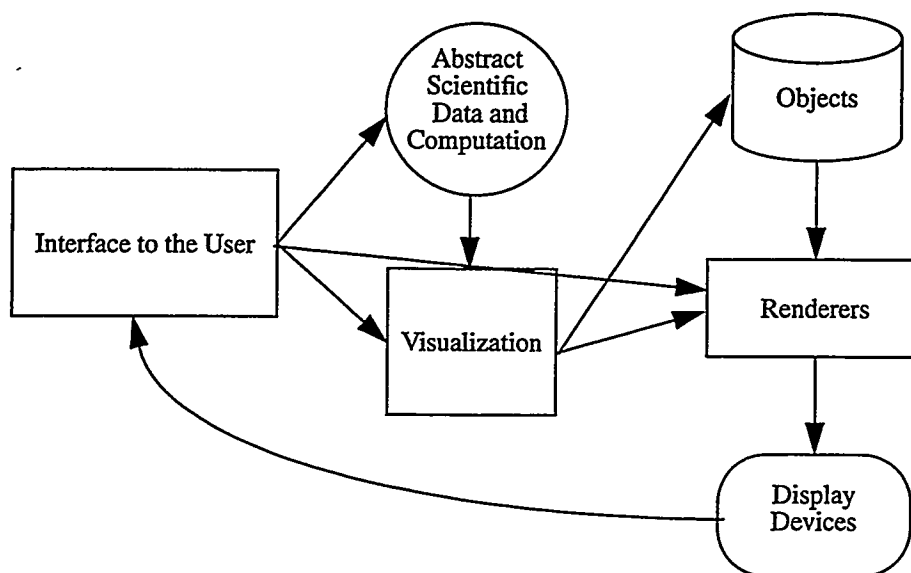 Abstract
Scientific
Data and
Computation
Objects
Interface to the User
Visualization
Renderers
Display
Devices